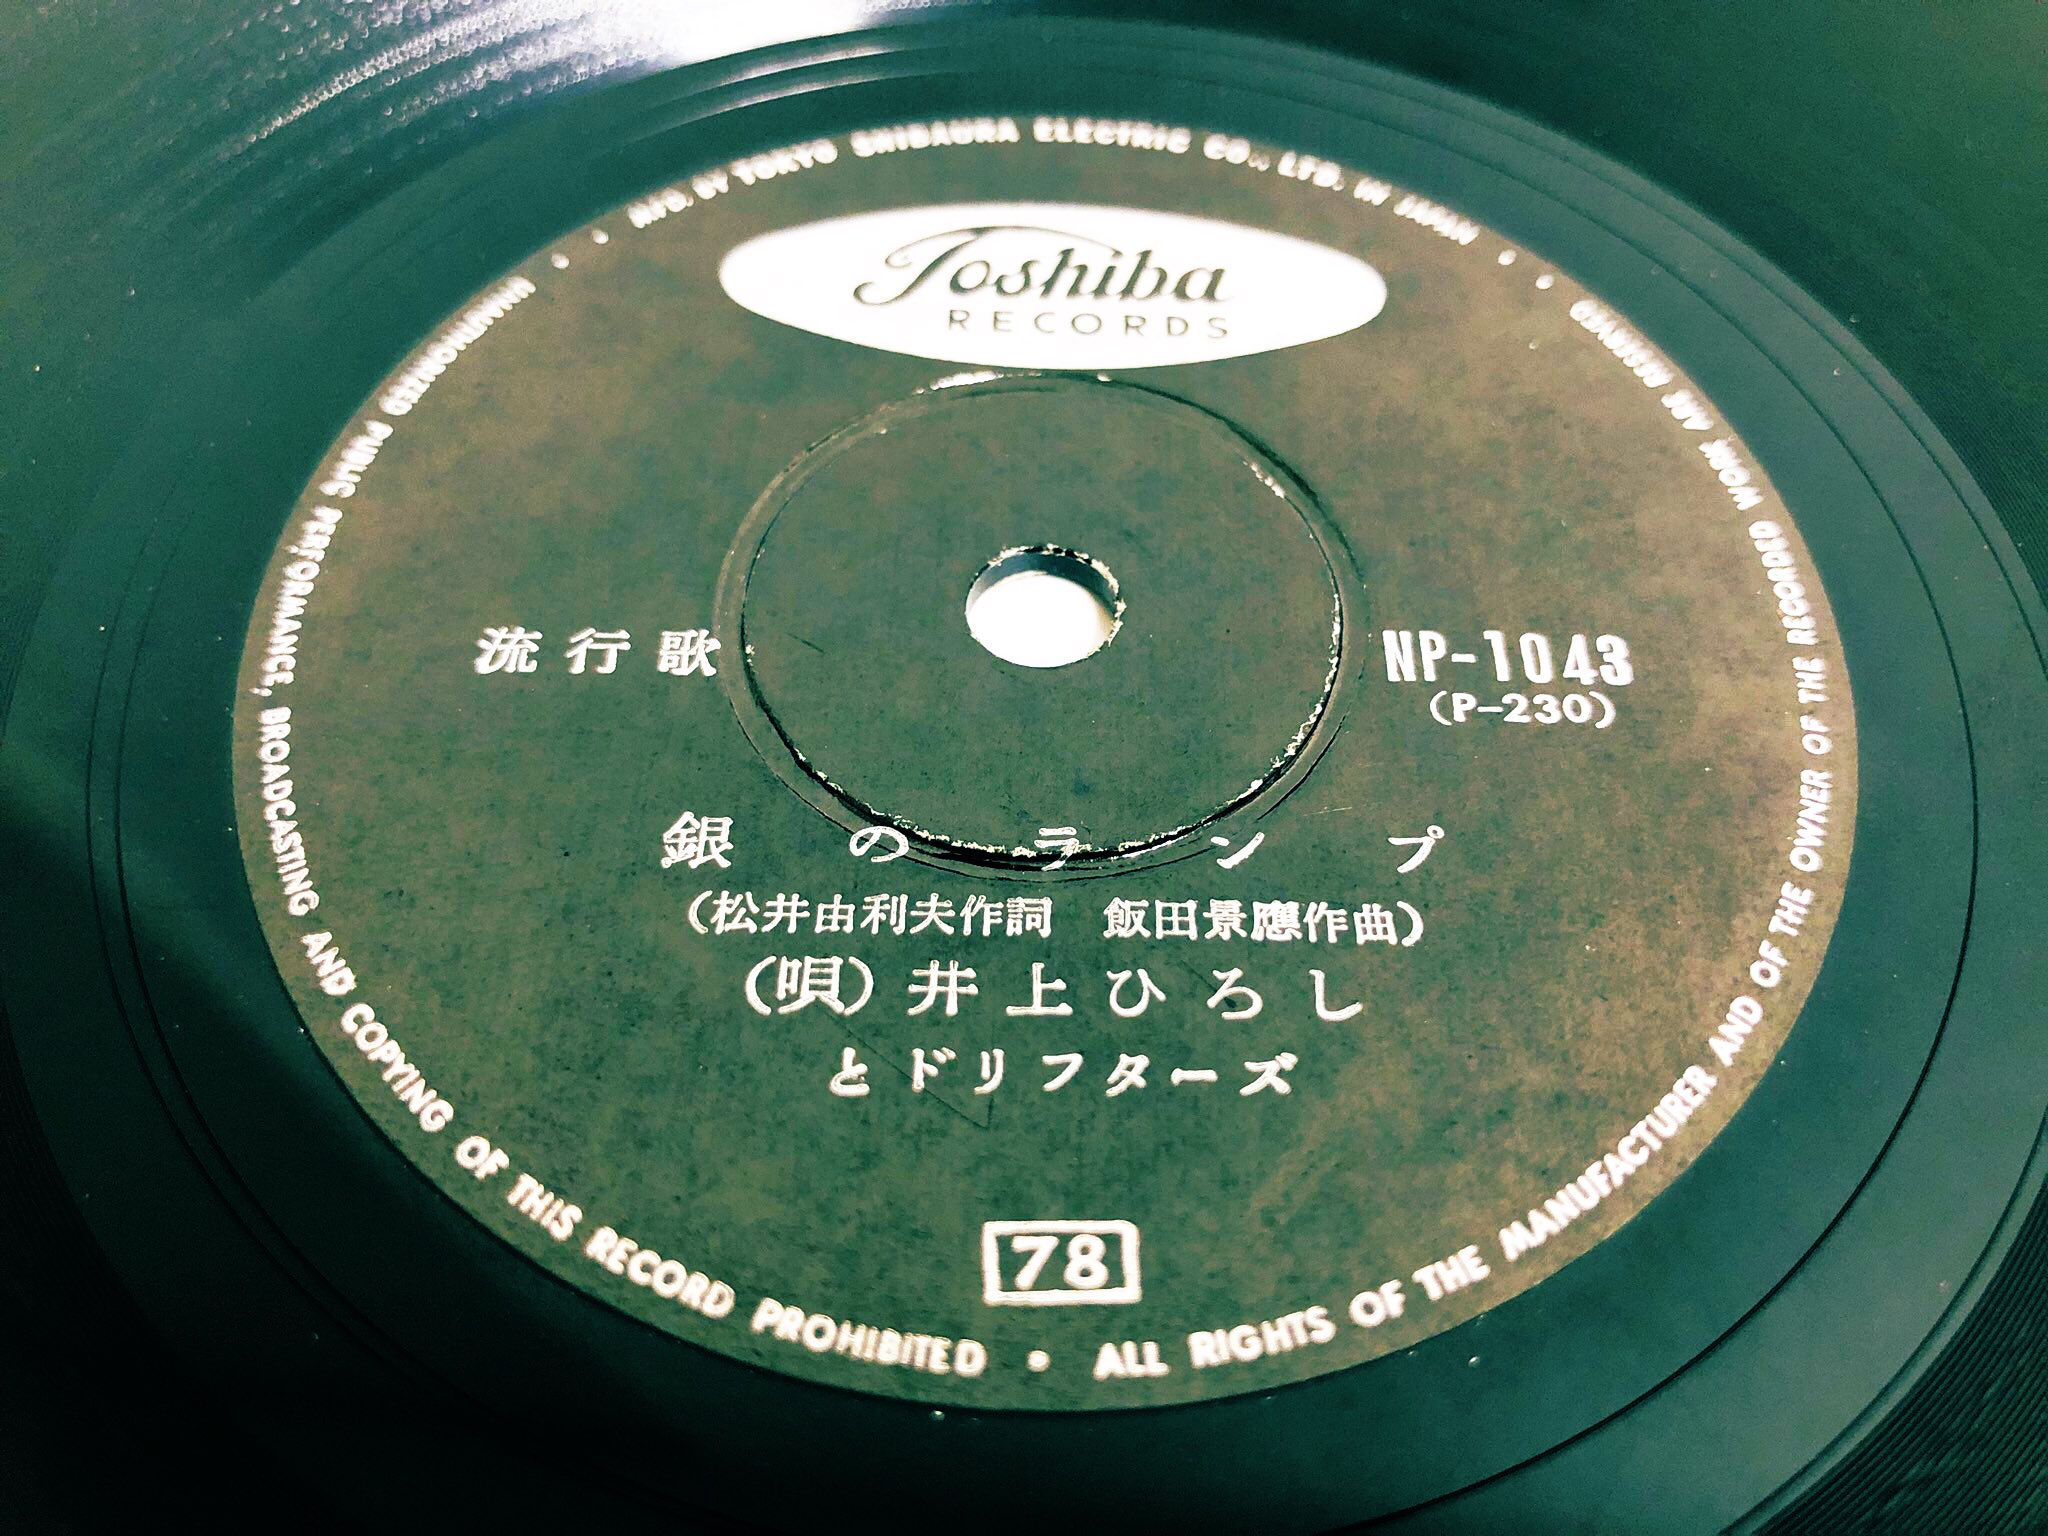 MFG. BY TOKYO SHIBAURA ELECTRIC CO., LTD. IN JAPAN
Toshiba
RECORDS
流行歌
NP-1043
(P-230)
銀のランプ
(松井由利夫作詞 飯田景應作曲)
(唄) 井上ひろし
とドリフターズ
78
UNAUTHORIZED PUBLIC PERFORMANCE, BROADCASTING AND COPYING OF THIS RECORD PROHIBITED • ALL RIGHTS OF THE MANUFACTURER AND OF THE OWNER OF THE RECORDED WORK ARE RESERVED